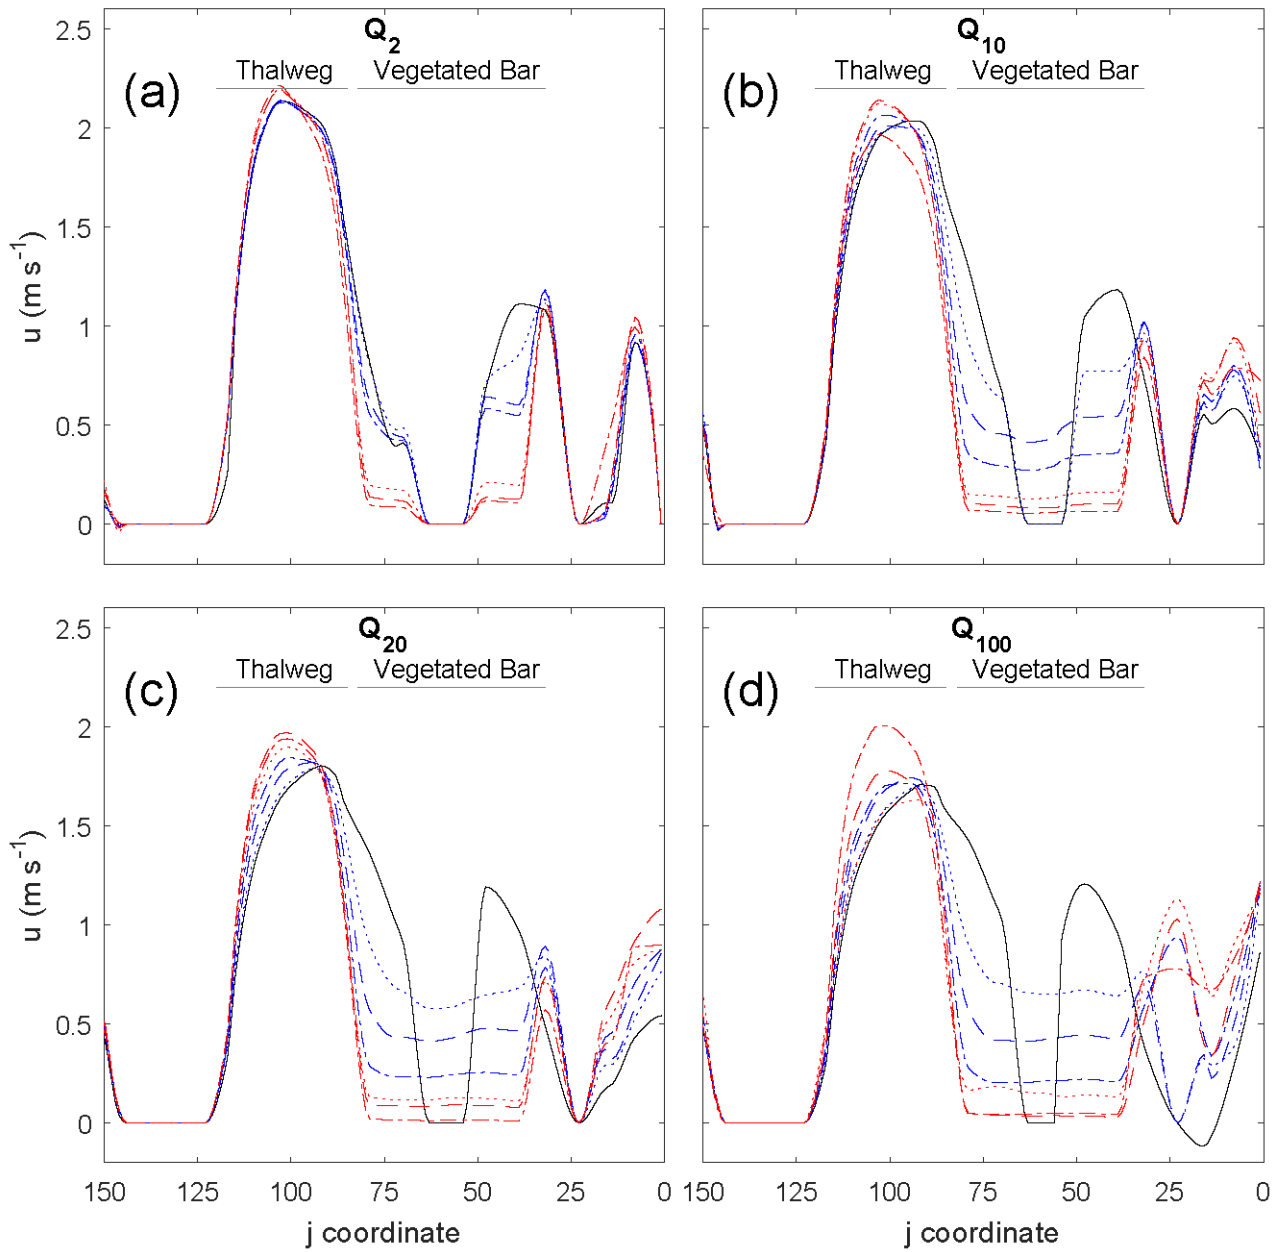 2.5
2
1.5
1
0.5
0
u (m s⁻¹)
(a)
Q₂
Thalweg Vegetated Bar
(b)
Q₁₀
Thalweg Vegetated Bar
2.5
2
1.5
1
0.5
0
u (m s⁻¹)
(c)
Q₂₀
Thalweg Vegetated Bar
(d)
Q₁₀₀
Thalweg Vegetated Bar
150 125 100 75 50 25 0
150 125 100 75 50 25 0
j coordinate
j coordinate